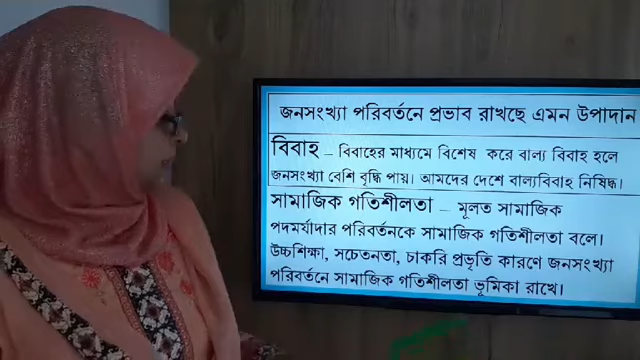 জনসংখ্যা পরিবর্তনে প্রভাব রাখছে এমন উপাদান
বিবাহ – বিবাহের মাধ্যমে বিশেষ করে বাল্য বিবাহ হলে
জনসংখ্যা বেশি বৃদ্ধি পায়। আমদের দেশে বাল্যবিবাহ নিষিদ্ধ।
সামাজিক গতিশীলতা – মূলত সামাজিক
পদমর্যাদার পরিবর্তনকে সামাজিক গতিশীলতা বলে।
উচ্চশিক্ষা, সচেতনতা, চাকরি প্রভৃতি কারণে জনসংখ্যা
পরিবর্তনে সামাজিক গতিশীলতা ভূমিকা রাখে।